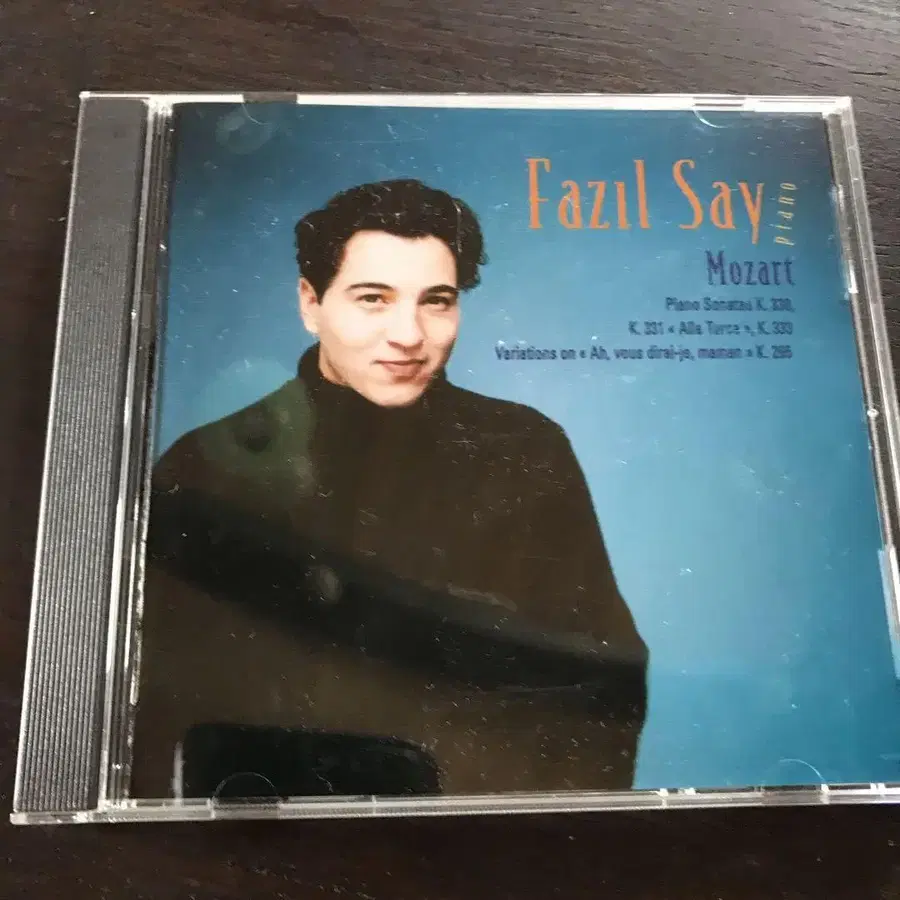 Fazıl Say
piano
Mozart
Piano Sonatas K. 330,
K. 331 « Alla Turca », K. 333
Variations on « Ah, vous dirai-je, maman » K. 265